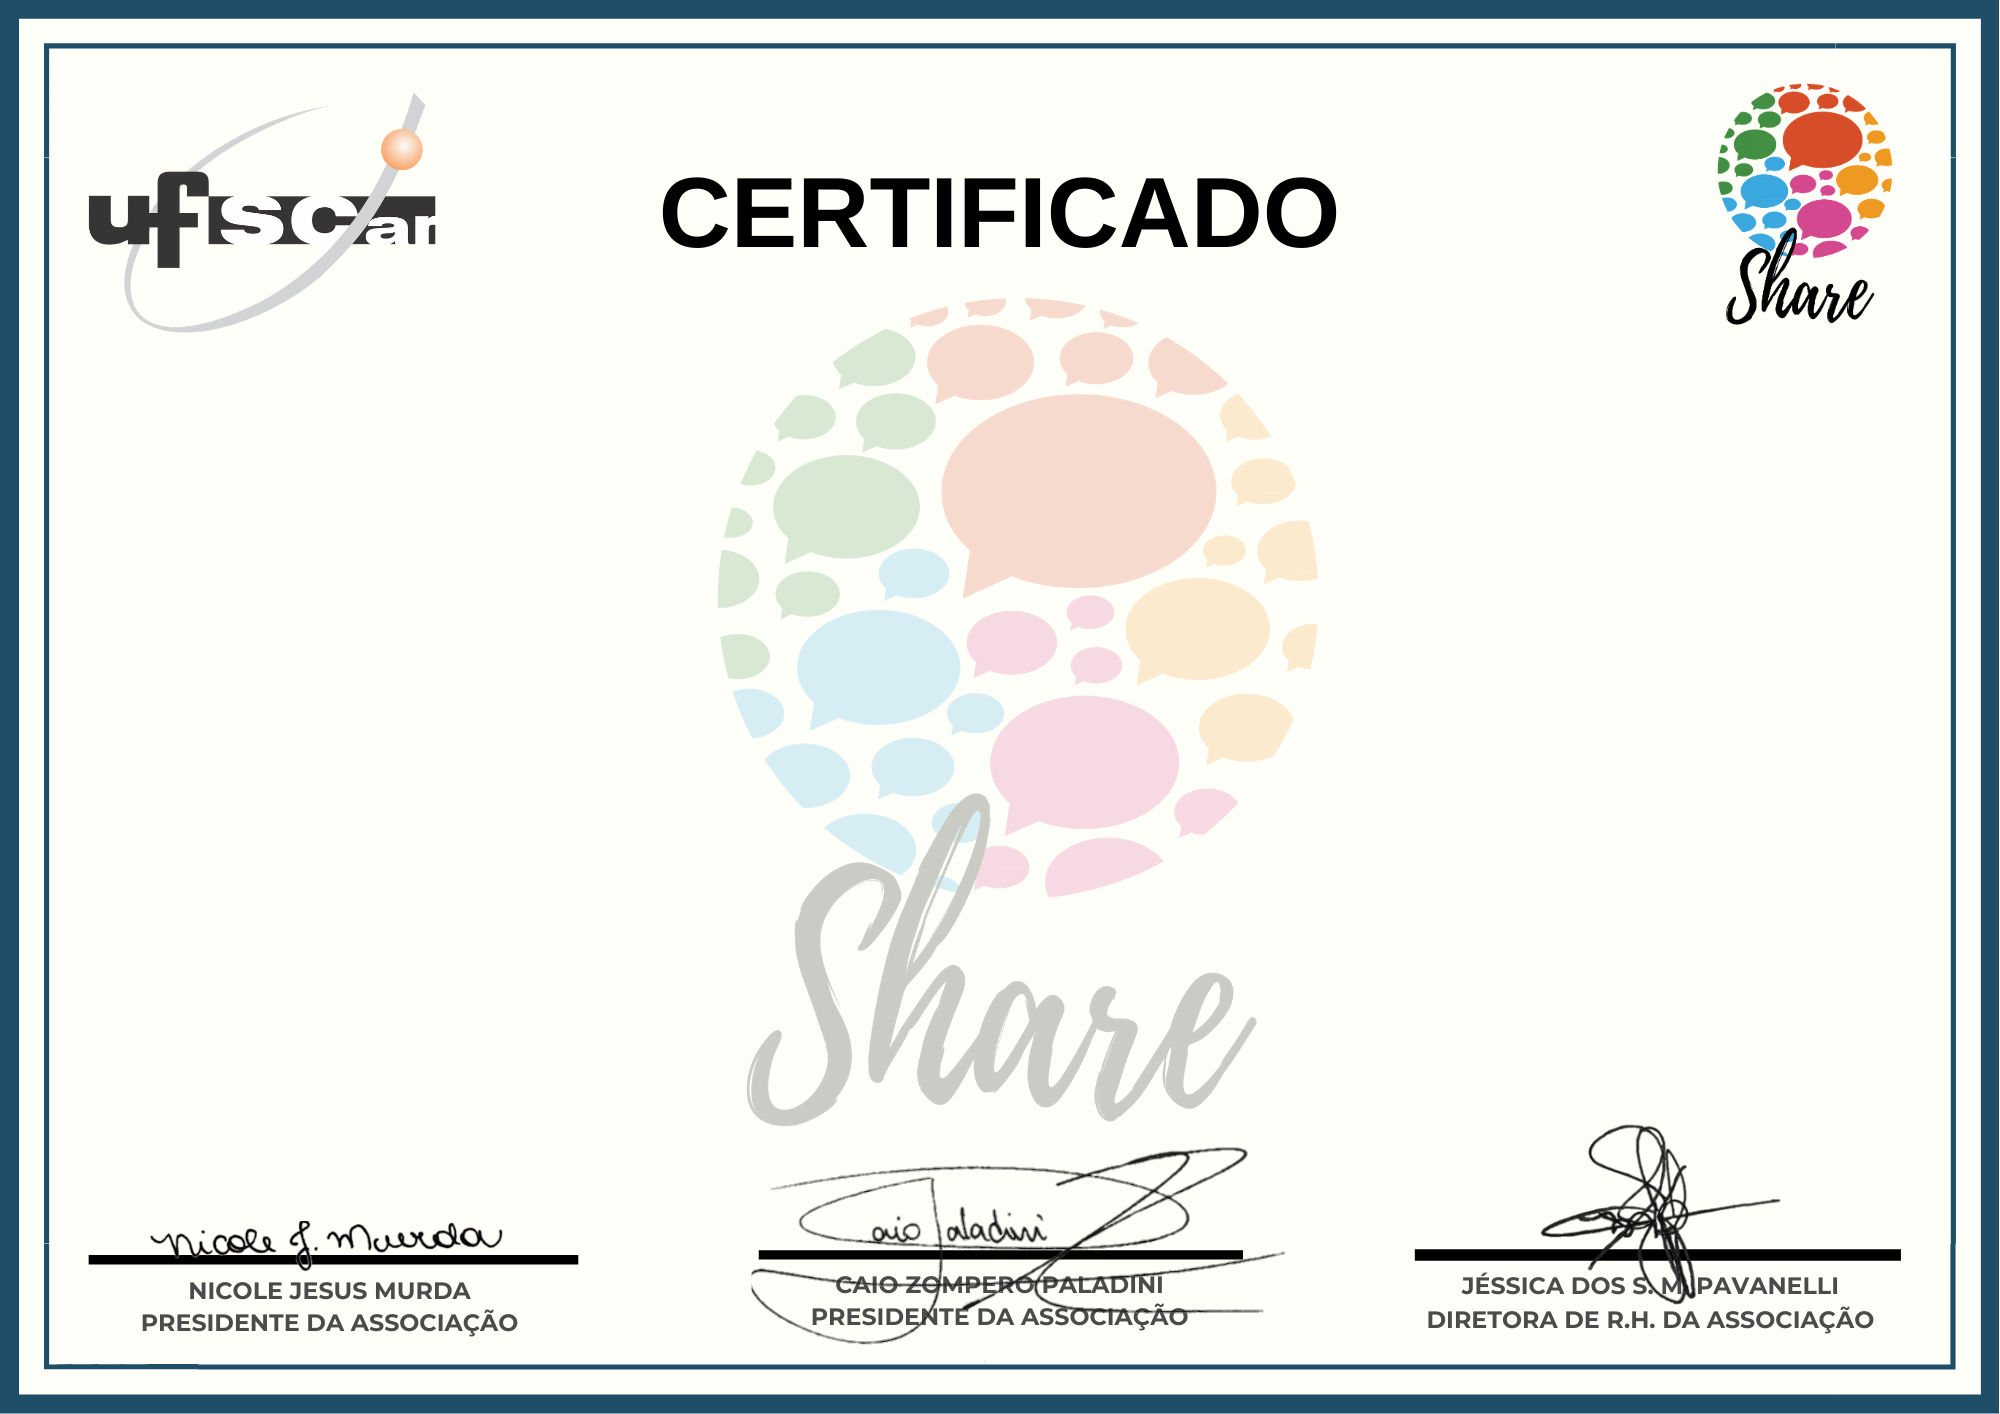 ufscar
CERTIFICADO
Share
Share
Nicole J. Murda
NICOLE JESUS MURDA
PRESIDENTE DA ASSOCIAÇÃO
Caio Paladini
CAIO ZOMPERO PALADINI
PRESIDENTE DA ASSOCIAÇÃO
JÉSSICA DOS S. M. PAVANELLI
DIRETORA DE R.H. DA ASSOCIAÇÃO